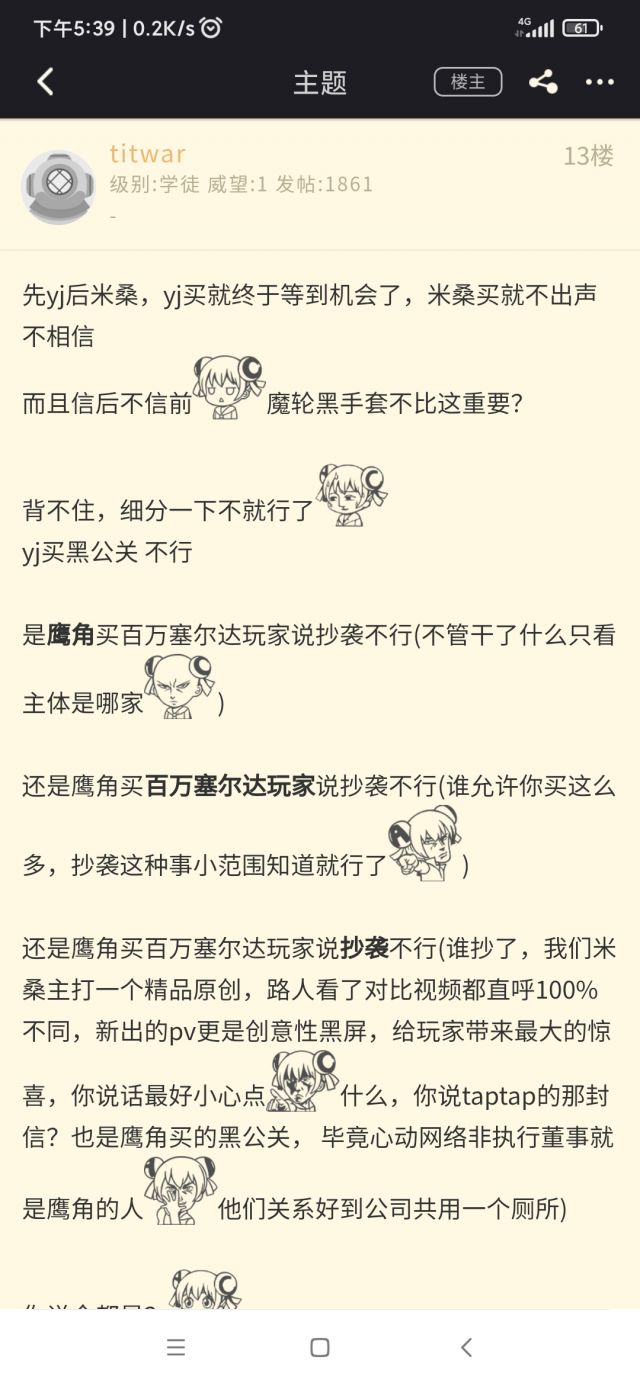 下午5:39 | 0.2K/s
4G
61
主题
楼主
titwar
13楼
级别:学徒 威望:1 发帖:1861
-
先yj后米桑，yj买就终于等到机会了，米桑买就不出声
不相信
而且信后不信前 魔轮黑手套不比这重要？
背不住，细分一下不就行了
yj买黑公关 不行
是鹰角买百万塞尔达玩家说抄袭不行(不管干了什么只看
主体是哪家 )
还是鹰角买百万塞尔达玩家说抄袭不行(谁允许你买这么
多，抄袭这种事小范围知道就行了 )
还是鹰角买百万塞尔达玩家说抄袭不行(谁抄了，我们米
桑主打一个精品原创，路人看了对比视频都直呼100%
不同，新出的pv更是创意性黑屏，给玩家带来最大的惊
喜，你说话最好小心点 什么，你说taptap的那封
信？也是鹰角买的黑公关， 毕竟心动网络非执行董事就
是鹰角的人 他们关系好到公司共用一个厕所)